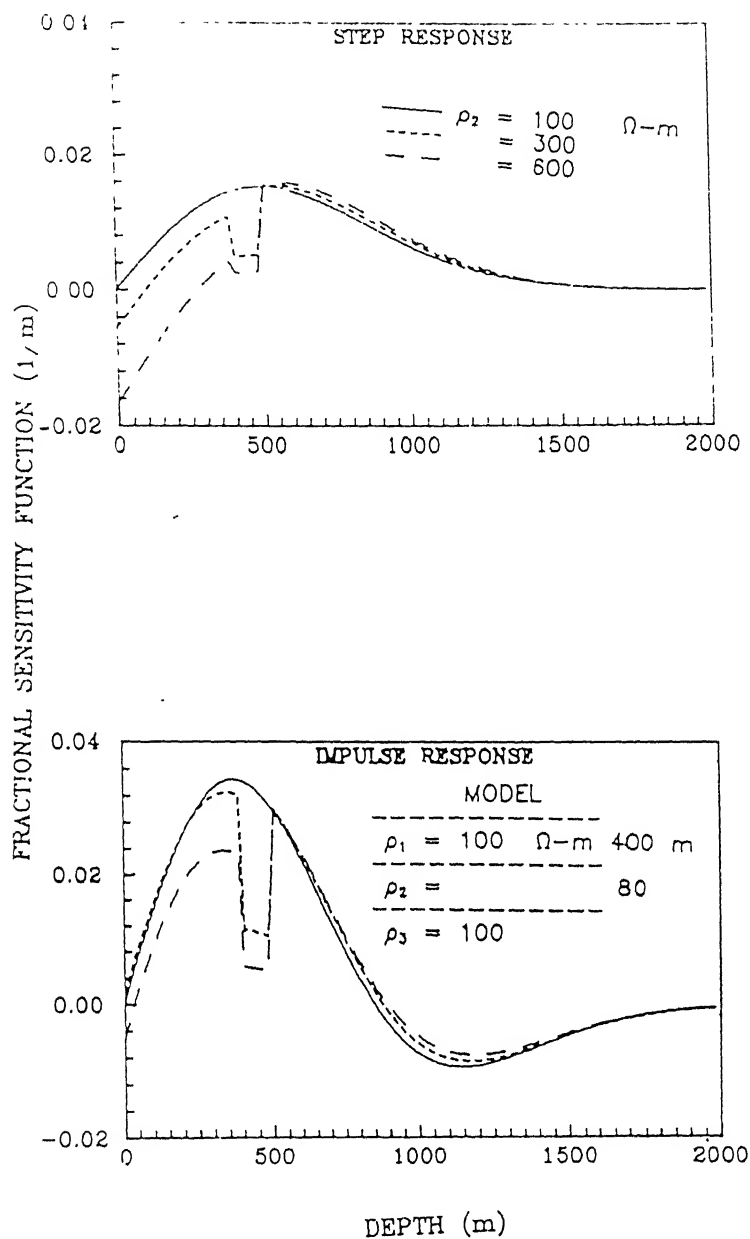 0 04
STEP RESPONSE
ρ₂ = 100 Ω-m
= 300
= 600
0.02
0 00
-0.02
0 500 1000 1500 2000
FRACTIONAL SENSITIVITY FUNCTION (1/m)
0.04
IMPULSE RESPONSE
MODEL
ρ₁ = 100 Ω-m 400 m
ρ₂ = 80
ρ₃ = 100
0.02
0.00
-0.02
0 500 1000 1500 2000
DEPTH (m)